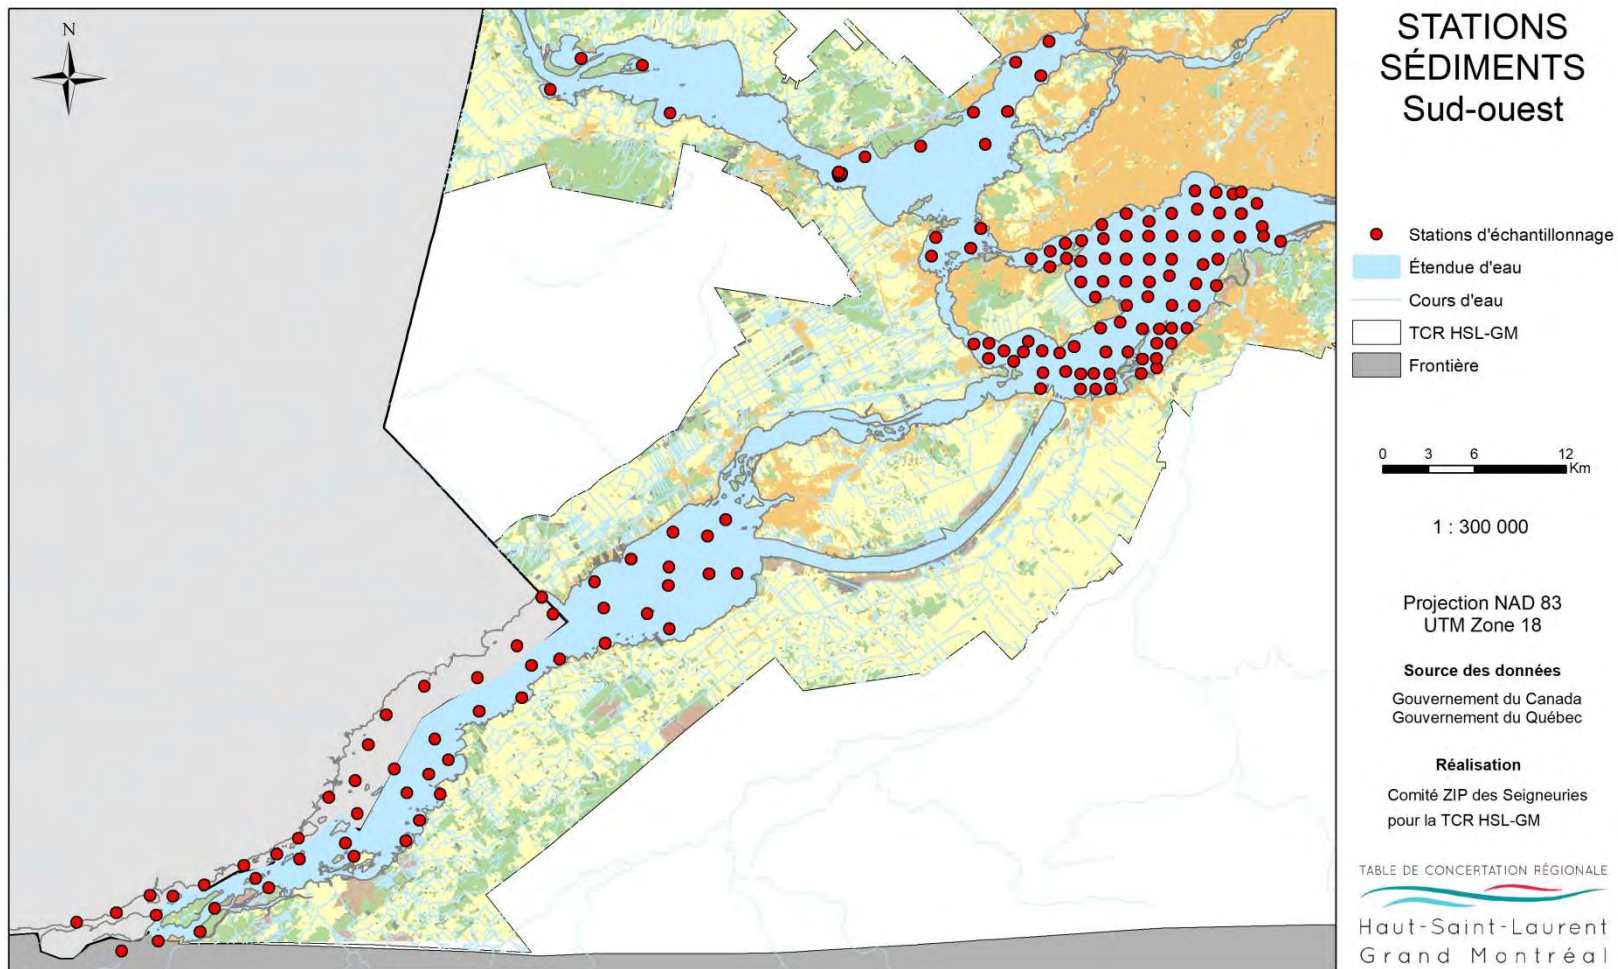 N
STATIONS
SÉDIMENTS
Sud-ouest
Stations d'échantillonnage
Étendue d'eau
Cours d'eau
TCR HSL-GM
Frontière
0 3 6 12
Km
1 : 300 000
Projection NAD 83
UTM Zone 18
Source des données
Gouvernement du Canada
Gouvernement du Québec
Réalisation
Comité ZIP des Seigneuries
pour la TCR HSL-GM
TABLE DE CONCERTATION RÉGIONALE
Haut-Saint-Laurent
Grand Montréal